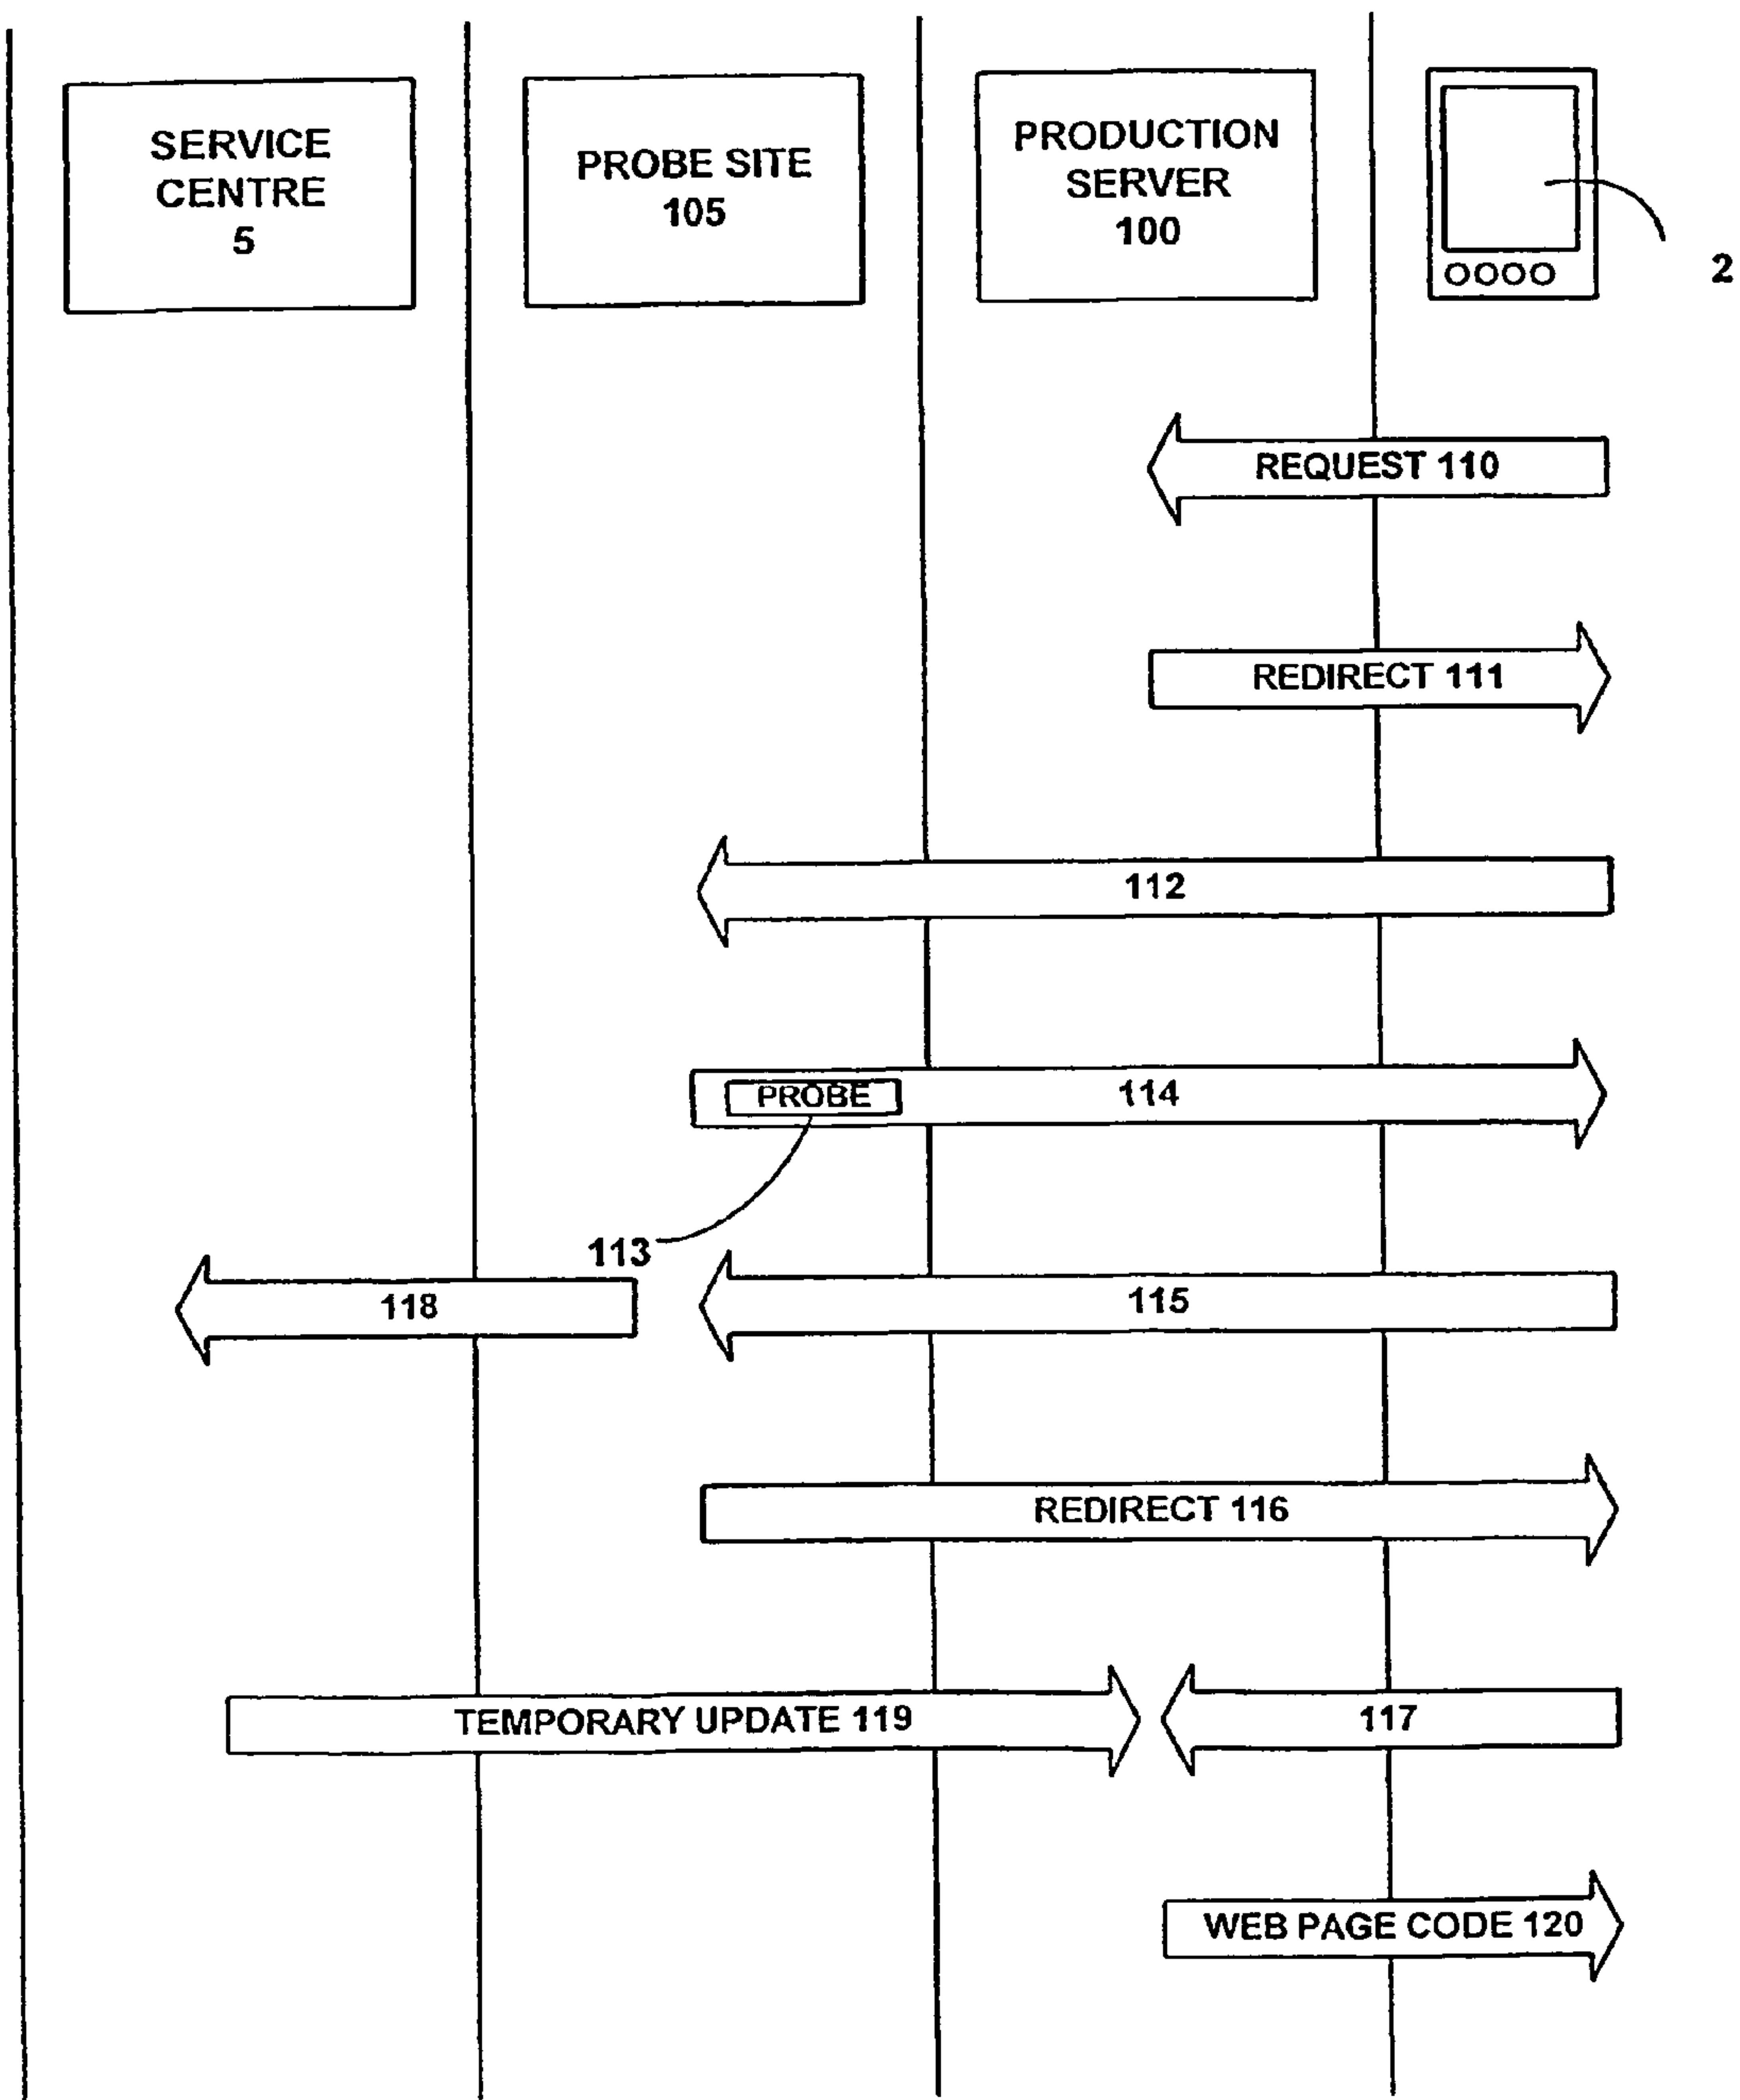 SERVICE
CENTRE
5
PROBE SITE
105
PRODUCTION
SERVER
100
2
REQUEST 110
REDIRECT 111
112
PROBE
114
113
118
115
REDIRECT 116
TEMPORARY UPDATE 119
117
WEB PAGE CODE 120